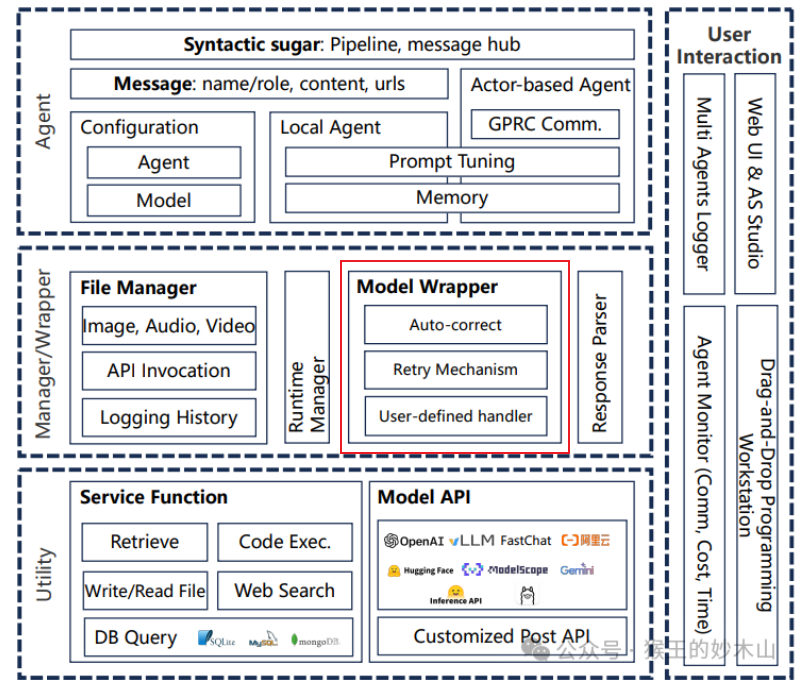 Agent
Syntactic sugar: Pipeline, message hub
Message: name/role, content, urls
Actor-based Agent
GPRC Comm.
Configuration
Agent
Model
Local Agent
Prompt Tuning
Memory
Manager/Wrapper
File Manager
Image, Audio, Video
API Invocation
Logging History
Runtime
Manager
Model Wrapper
Auto-correct
Retry Mechanism
User-defined handler
Response Parser
Utility
Service Function
Retrieve
Code Exec.
Write/Read File
Web Search
DB Query
SQLite
MySQL
mongoDB
Model API
OpenAI
vLLM
FastChat
阿里云
Hugging Face
ModelScope
Gemini
Inference API
Customized Post API
User
Interaction
Multi Agents Logger
Web UI & AS Studio
Agent Monitor (Comm, Cost, Time)
Drag-and-Drop Programming
Workstation
公众号 · 猴王的妙木山